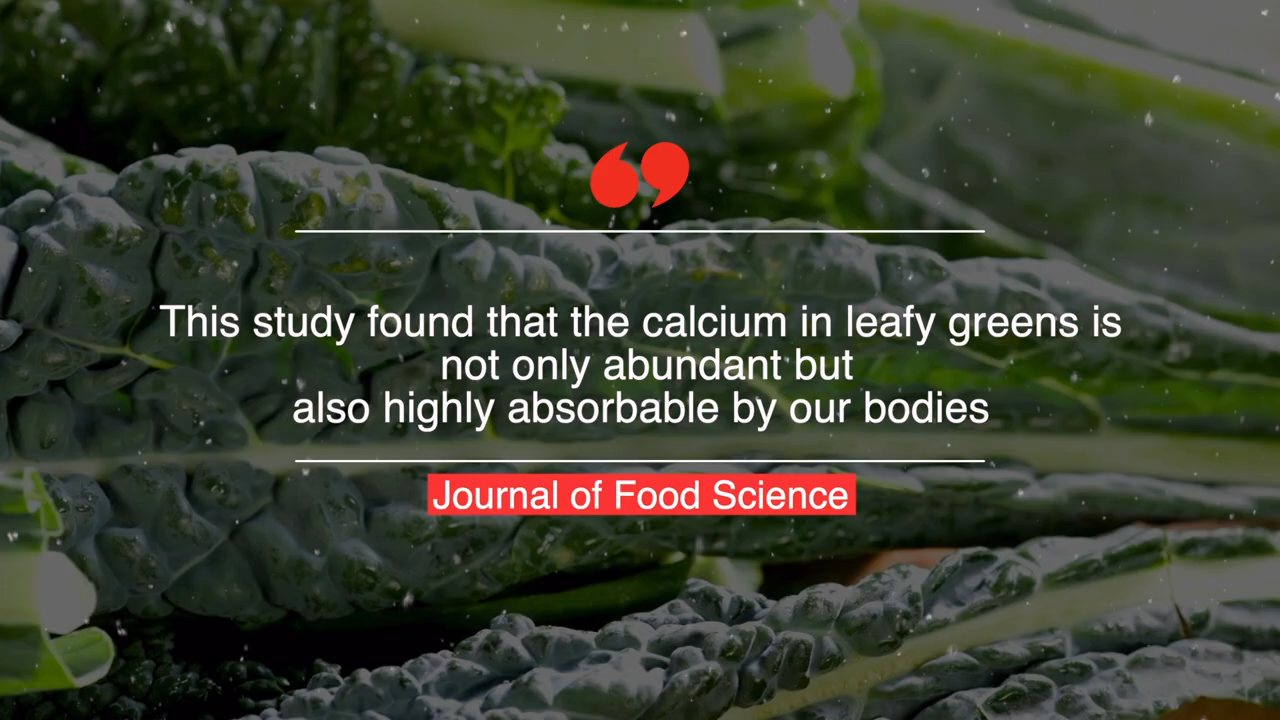 This study found that the calcium in leafy greens is
not only abundant but
also highly absorbable by our bodies
Journal of Food Science